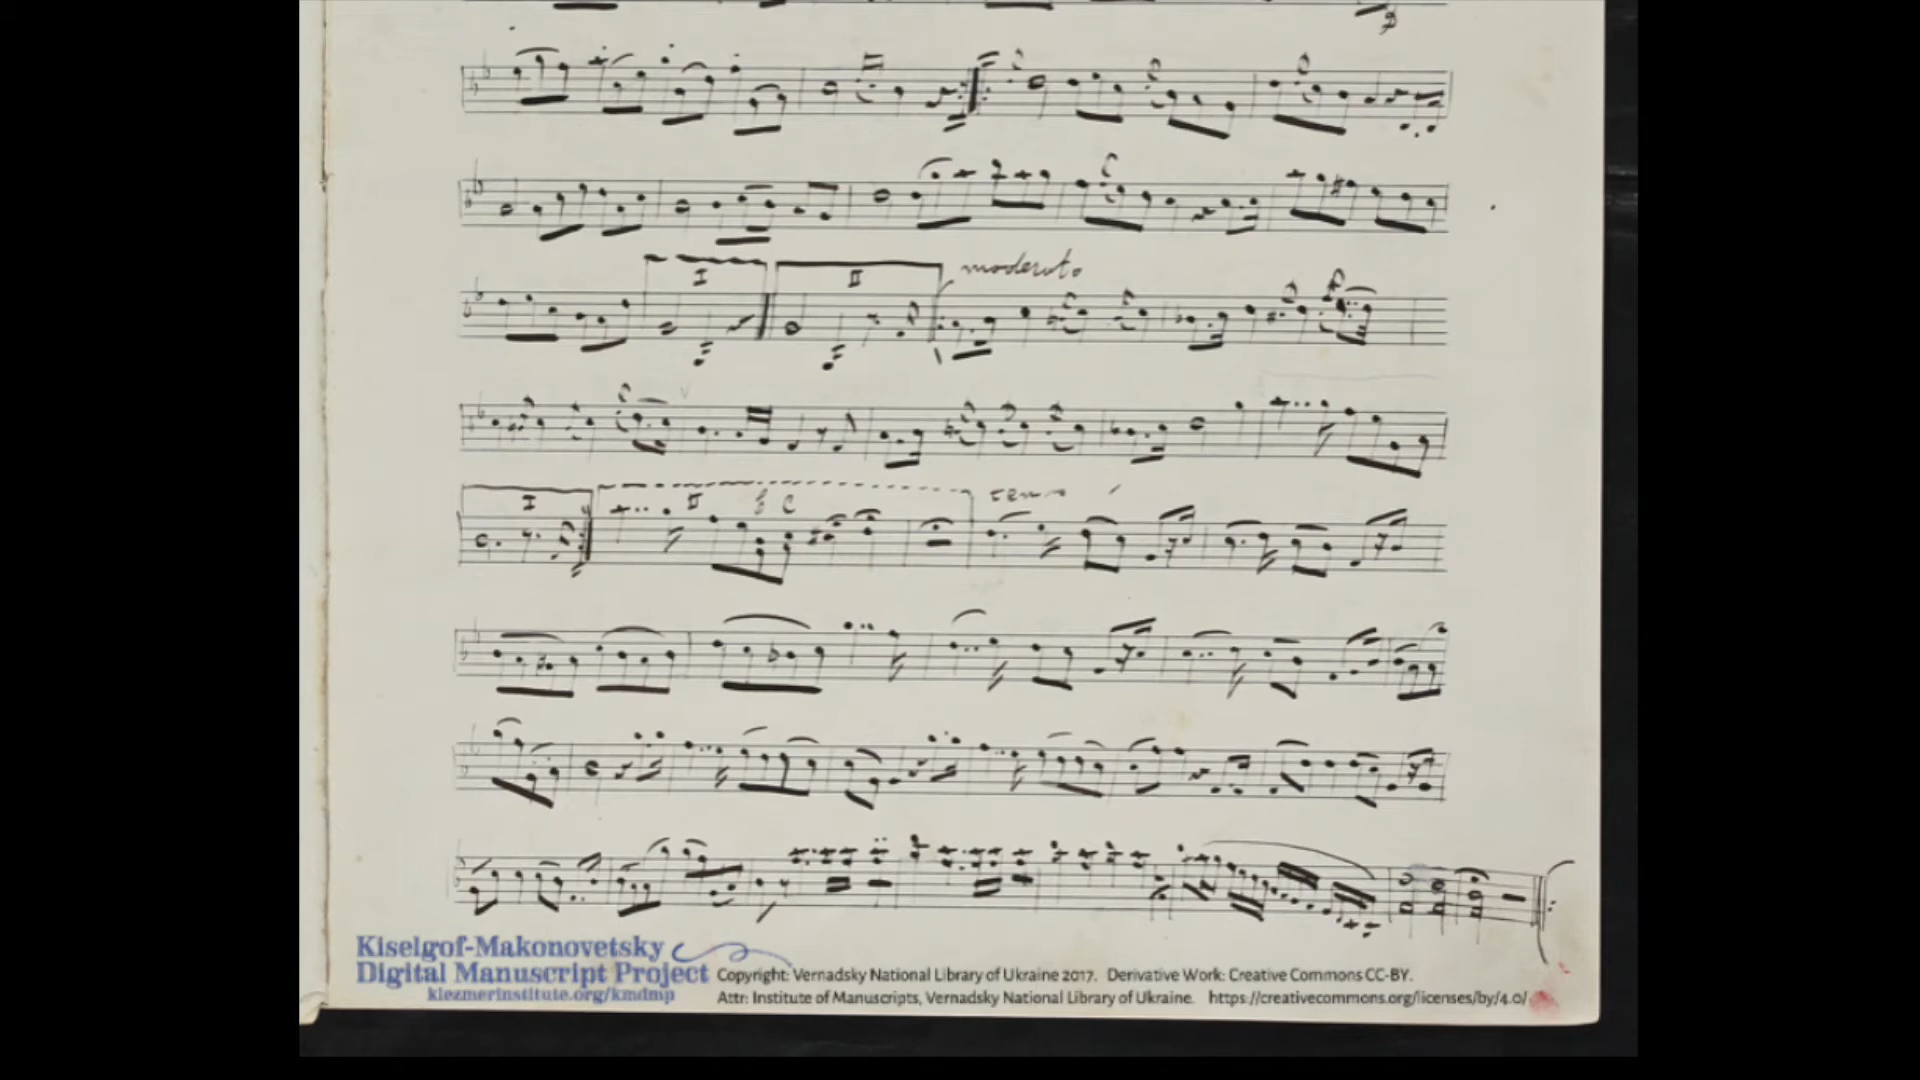 I II moderato
I II
Kiselgof-Makonovetsky
Digital Manuscript Project
klezmerinstitute.org/kmdmp
Copyright: Vernadsky National Library of Ukraine 2017. Derivative Work: Creative Commons CC-BY.
Attr: Institute of Manuscripts, Vernadsky National Library of Ukraine. https://creativecommons.org/licenses/by/4.0/